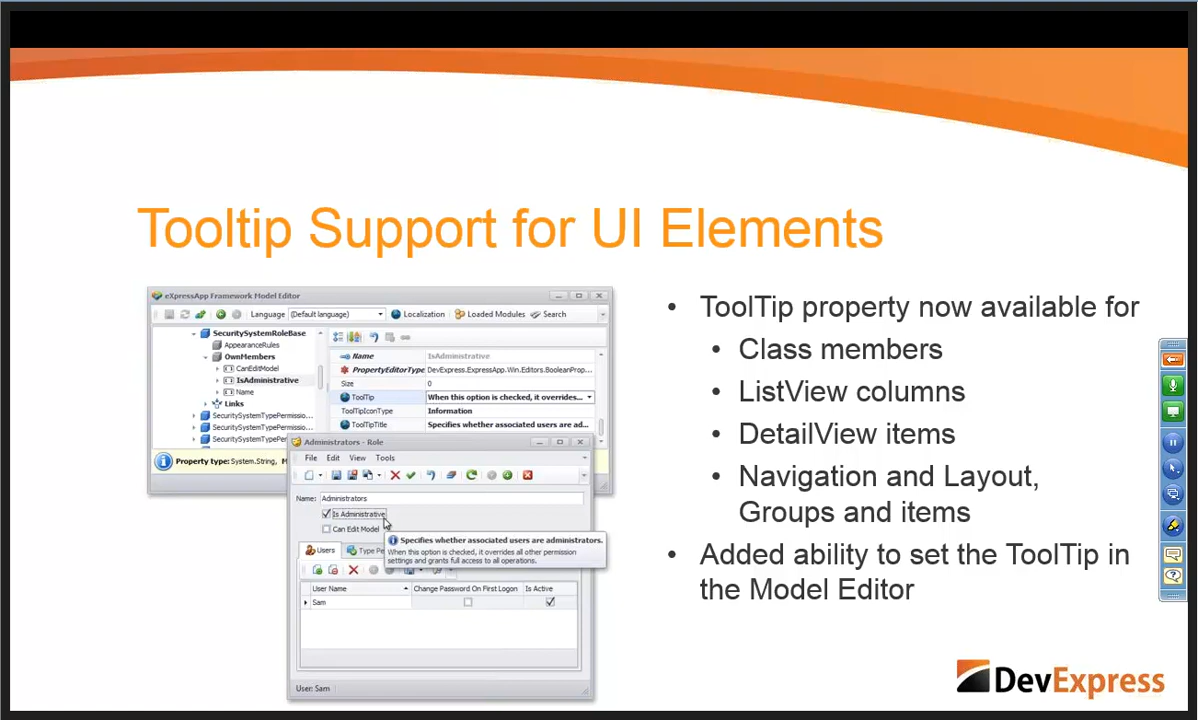 Tooltip Support for UI Elements
eXpressApp Framework Model Editor
Language (Default language) Localization Loaded Modules Search
SecuritySystemRoleBase
AppearanceRules
OwnMembers
CanEditModel
IsAdministrative
Name
Links
SecuritySystemTypePermissio...
SecuritySystemTypePermissio...
SecuritySystemTypePe
Name IsAdministrative
PropertyEditorType DevExpress.ExpressApp.Win.Editors.BooleanProp...
Size 0
ToolTip When this option is checked, it overrides...
ToolTipIconType Information
ToolTipTitle Specifies whether associated users are ad...
Property type: System.String, M
Administrators - Role
File Edit View Tools
Name: Administrators
Is Administrative
Can Edit Model
Specifies whether associated users are administrators.
When this option is checked, it overrides all other permission
settings and grants full access to all operations.
Users Type Pe
User Name Change Password On First Logon Is Active
Sam
User: Sam
• ToolTip property now available for
• Class members
• ListView columns
• DetailView items
• Navigation and Layout,
Groups and items
• Added ability to set the ToolTip in
the Model Editor
DevExpress